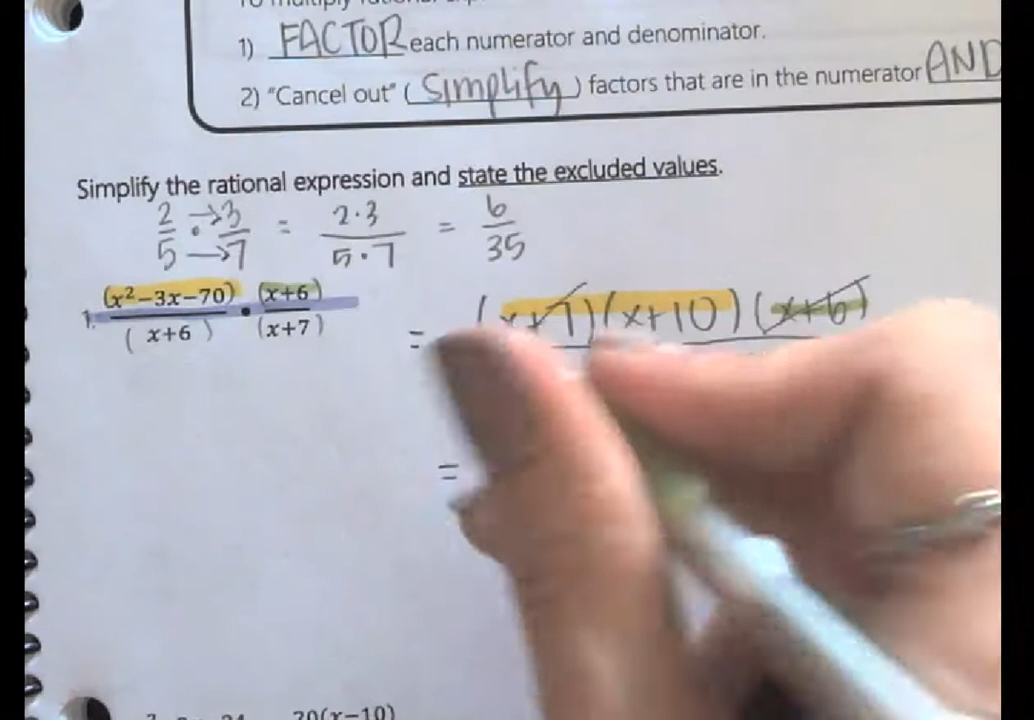 1) FACTOR each numerator and denominator.
2) "Cancel out" (Simplify) factors that are in the numerator AND
Simplify the rational expression and state the excluded values.
2/5 · 3/7 = 2·3/5·7 = 6/35
1. (x²-3x-70)/(x+6) · (x+6)/(x+7) = (x+7)(x+10)(x+6)
=
20(x-10)